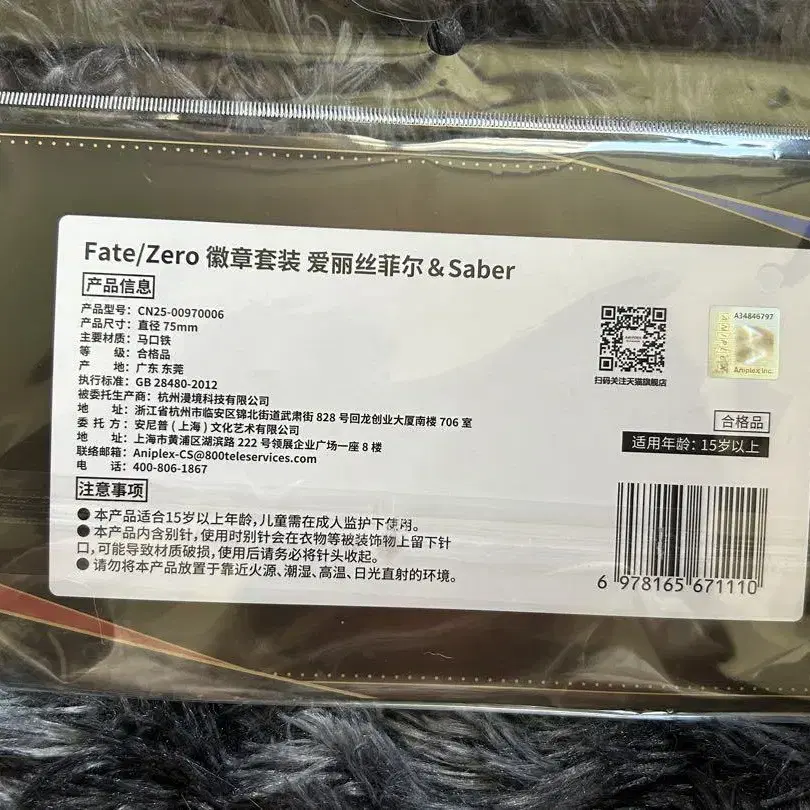 Fate/Zero 徽章套装 爱丽丝菲尔&Saber
产品信息
产品型号：CN25-00970006
产品尺寸：直径 75mm
主要材质：马口铁
等 级：合格品
产 地：广东 东莞
执行标准：GB 28480-2012
被委托生产商：杭州漫境科技有限公司
地 址：浙江省杭州市临安区锦北街道武肃街 828 号回龙创业大厦南楼 706 室
委 托 方：安尼普（上海）文化艺术有限公司
地 址：上海市黄浦区湖滨路 222 号领展企业广场一座 8 楼
联络邮箱：Aniplex-CS@800teleservices.com
电 话：400-806-1867
注意事项
● 本产品适合15岁以上年龄，儿童需在成人监护下使用。
● 本产品内含别针，使用时别针会在衣物等被装饰物上留下针
口，可能导致材质破损，使用后请务必将针头收起。
● 请勿将本产品放置于靠近火源、潮湿、高温、日光直射的环境。
扫码关注天猫旗舰店
A34846797
Aniplex Inc.
合格品
适用年龄：15岁以上
6 978165 671110